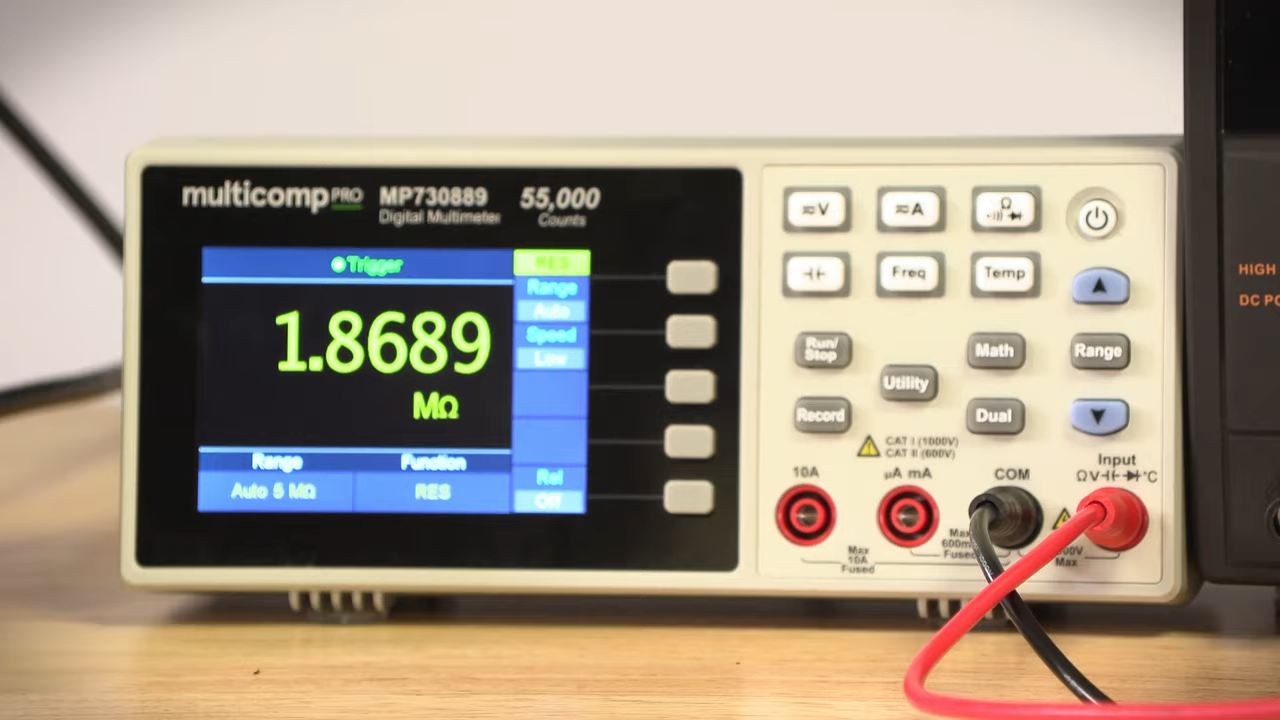 multicomp PRO MP730889 55,000
Digital Multimeter Counts
Trigger
RES
Range
Auto
Speed
Low
1.8689
MΩ
Range Function
Auto 5 MΩ RES
Rel
Off
≂V ≂A Ω
Freq Temp
Run/
Stop
Math Range
Utility
Record Dual
CAT I (1000V)
CAT II (600V)
10A µA mA COM Input
ΩV °C
Max
10A
Fused
Max
600m
Fused
00V
Max
HIGH
DC PO